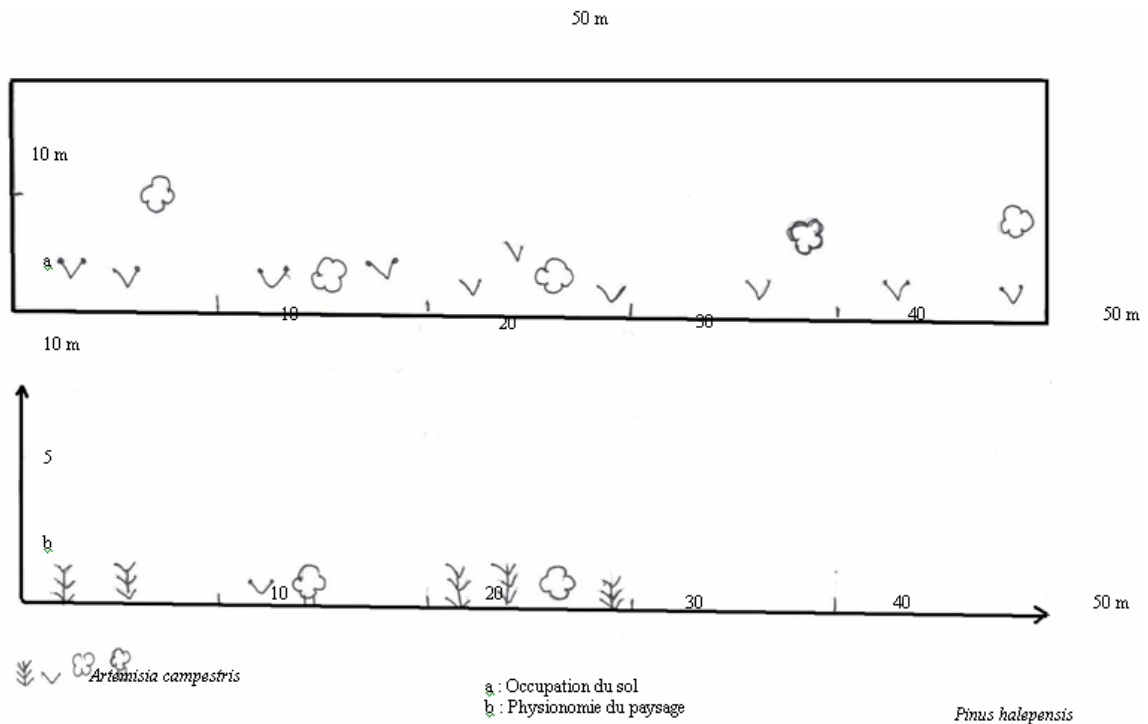 50 m
10 m
a
10
20
30
40
50 m
10 m
5
b
10
20
30
40
50 m
Artemisia campestris
a : Occupation du sol
b : Physionomie du paysage
Pinus halepensis